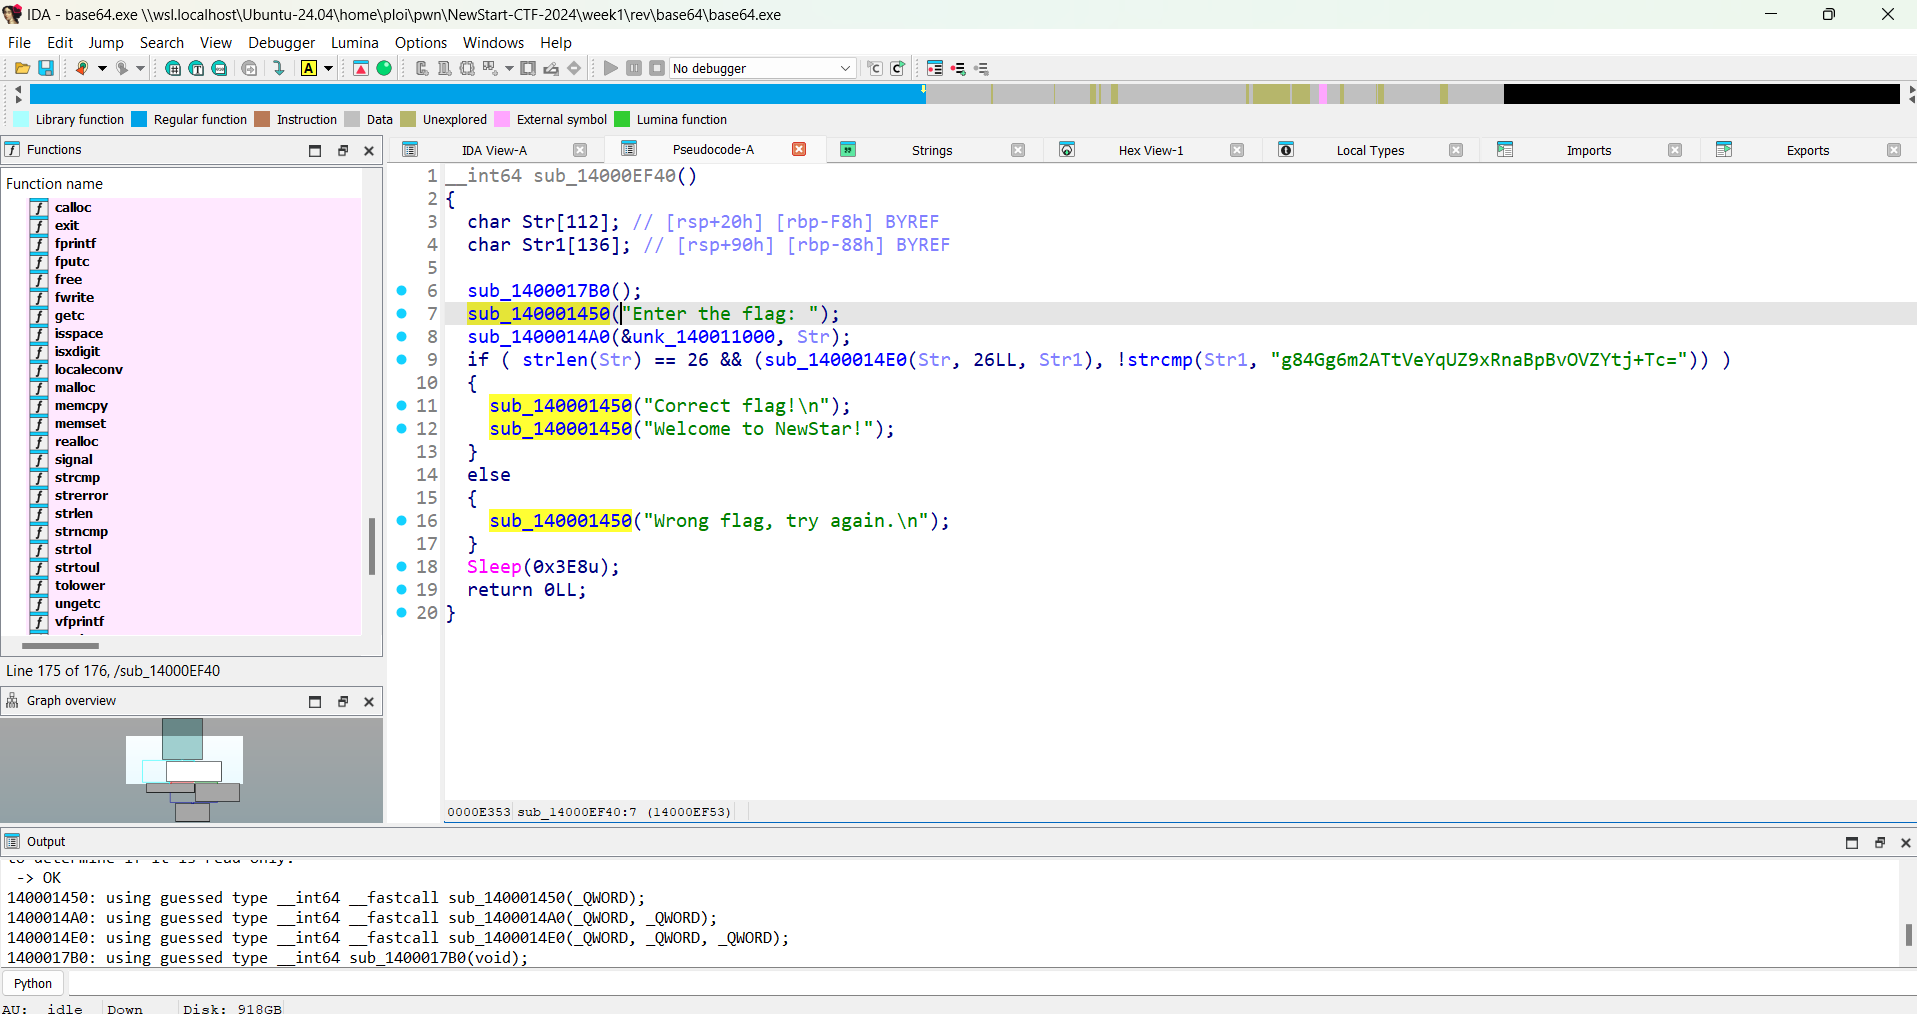 IDA - base64.exe \\wsl.localhost\Ubuntu-24.04\home\ploi\pwn\NewStart-CTF-2024\week1\rev\base64\base64.exe
File Edit Jump Search View Debugger Lumina Options Windows Help
No debugger
Library function Regular function Instruction Data Unexplored External symbol Lumina function
Functions
IDA View-A Pseudocode-A Strings Hex View-1 Local Types Imports Exports
Function name
calloc
exit
fprintf
fputc
free
fwrite
getc
isspace
isxdigit
localeconv
malloc
memcpy
memset
realloc
signal
strcmp
strerror
strlen
strncmp
strtol
strtoul
tolower
ungetc
vfprintf
Line 175 of 176, /sub_14000EF40
Graph overview
1 __int64 sub_14000EF40()
2 {
3 char Str[112]; // [rsp+20h] [rbp-F8h] BYREF
4 char Str1[136]; // [rsp+90h] [rbp-88h] BYREF
5
6 sub_1400017B0();
7 sub_140001450("Enter the flag: ");
8 sub_1400014A0(&unk_140011000, Str);
9 if ( strlen(Str) == 26 && (sub_1400014E0(Str, 26LL, Str1), !strcmp(Str1, "g84Gg6m2ATtVeYqUZ9xRnaBpBvOVZYtj+Tc=")) )
10 {
11 sub_140001450("Correct flag!\n");
12 sub_140001450("Welcome to NewStar!");
13 }
14 else
15 {
16 sub_140001450("Wrong flag, try again.\n");
17 }
18 Sleep(0x3E8u);
19 return 0LL;
20 }
0000E353 sub_14000EF40:7 (14000EF53)
Output
to determine if it is read only.
-> OK
140001450: using guessed type __int64 __fastcall sub_140001450(_QWORD);
1400014A0: using guessed type __int64 __fastcall sub_1400014A0(_QWORD, _QWORD);
1400014E0: using guessed type __int64 __fastcall sub_1400014E0(_QWORD, _QWORD, _QWORD);
1400017B0: using guessed type __int64 sub_1400017B0(void);
Python
AU: idle Down Disk: 918GB